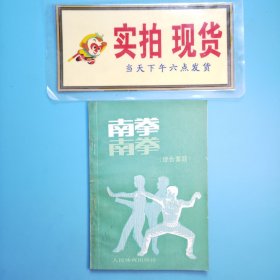 实拍 现货
当天下午六点发货
南拳
南拳
综合套路
人民体育出版社